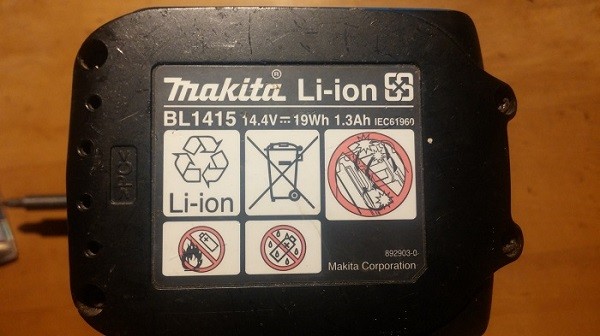 makita® Li-ion
BL1415 14.4V⎓19Wh 1.3Ah IEC61960
Li-ion
892903-0
Makita Corporation